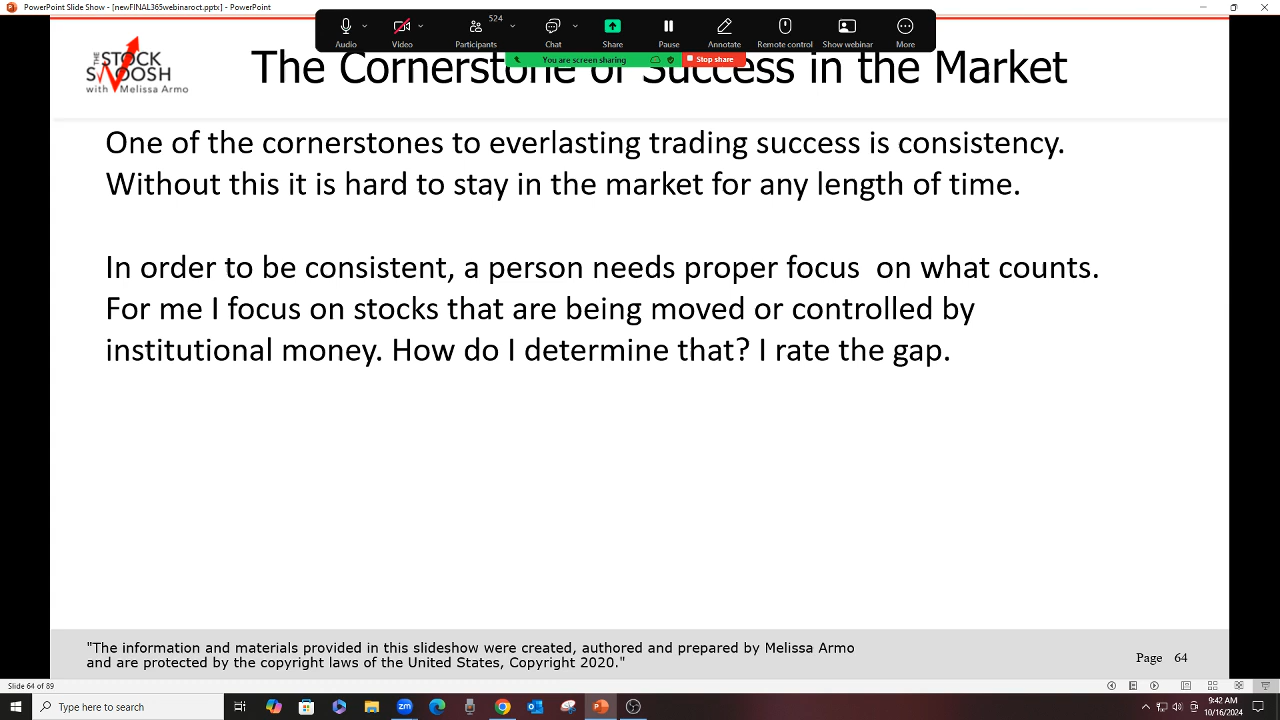 PowerPoint Slide Show - [newFINAL365webinaroct.pptx] - PowerPoint
524
Audio Video Participants Chat Share Pause Annotate Remote control Show webinar More
You are screen sharing Stop share
THE STOCK SWOOSH
with Melissa Armo
The Cornerstone of Success in the Market
One of the cornerstones to everlasting trading success is consistency.
Without this it is hard to stay in the market for any length of time.
In order to be consistent, a person needs proper focus on what counts.
For me I focus on stocks that are being moved or controlled by
institutional money. How do I determine that? I rate the gap.
"The information and materials provided in this slideshow were created, authored and prepared by Melissa Armo
and are protected by the copyright laws of the United States, Copyright 2020."
Page 64
Slide 64 of 89
Type here to search
9:42 AM
10/16/2024